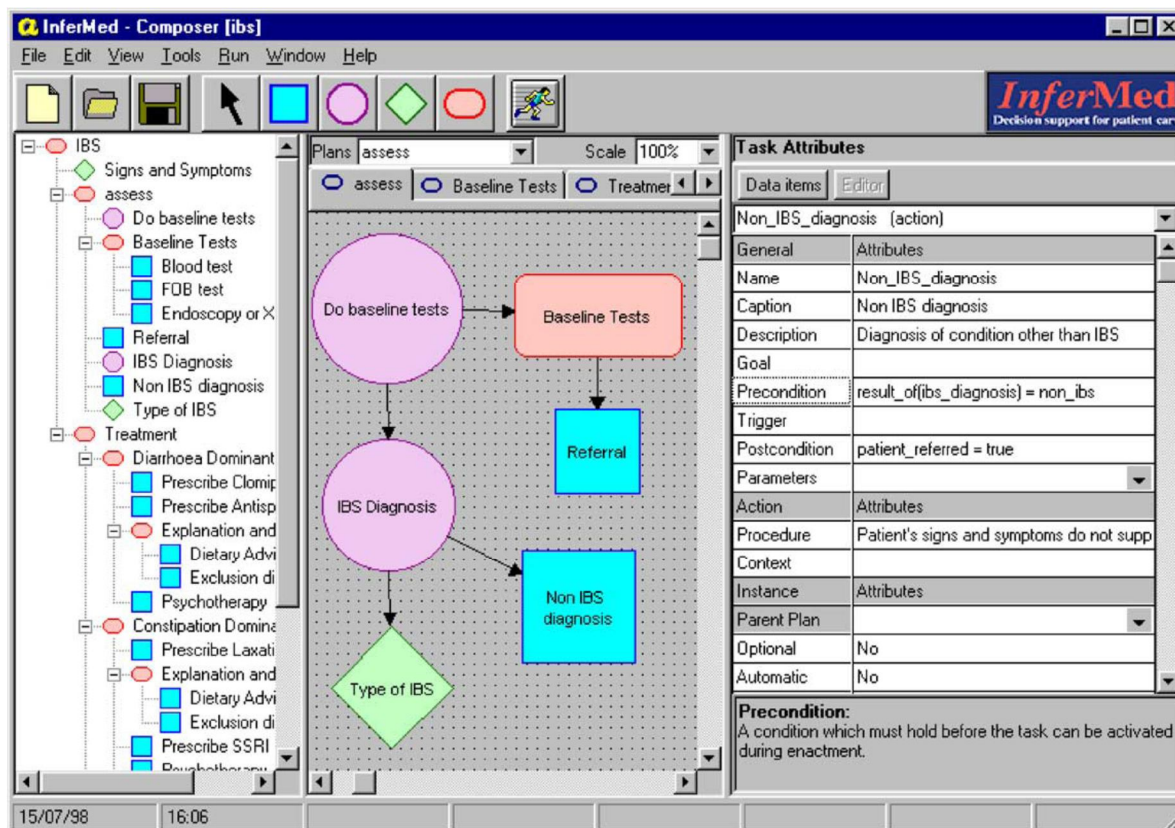 InferMed - Composer [ibs]
File Edit View Tools Run Window Help
InferMed
Decision support for patient car
IBS
Signs and Symptoms
assess
Do baseline tests
Baseline Tests
Blood test
FOB test
Endoscopy or X
Referral
IBS Diagnosis
Non IBS diagnosis
Type of IBS
Treatment
Diarrhoea Dominant
Prescribe Clomip
Prescribe Antisp
Explanation and
Dietary Advi
Exclusion di
Psychotherapy
Constipation Domina
Prescribe Laxati
Explanation and
Dietary Advi
Exclusion di
Prescribe SSRI
Psychotherapy
Plans assess Scale 100%
assess Baseline Tests Treatmer
Do baseline tests
Baseline Tests
Referral
IBS Diagnosis
Non IBS
diagnosis
Type of IBS
Task Attributes
Data items Editor
Non_IBS_diagnosis (action)
General Attributes
Name Non_IBS_diagnosis
Caption Non IBS diagnosis
Description Diagnosis of condition other than IBS
Goal
Precondition result_of(ibs_diagnosis) = non_ibs
Trigger
Postcondition patient_referred = true
Parameters
Action Attributes
Procedure Patient's signs and symptoms do not supp
Context
Instance Attributes
Parent Plan
Optional No
Automatic No
Precondition:
A condition which must hold before the task can be activated
during enactment.
15/07/98 16:06